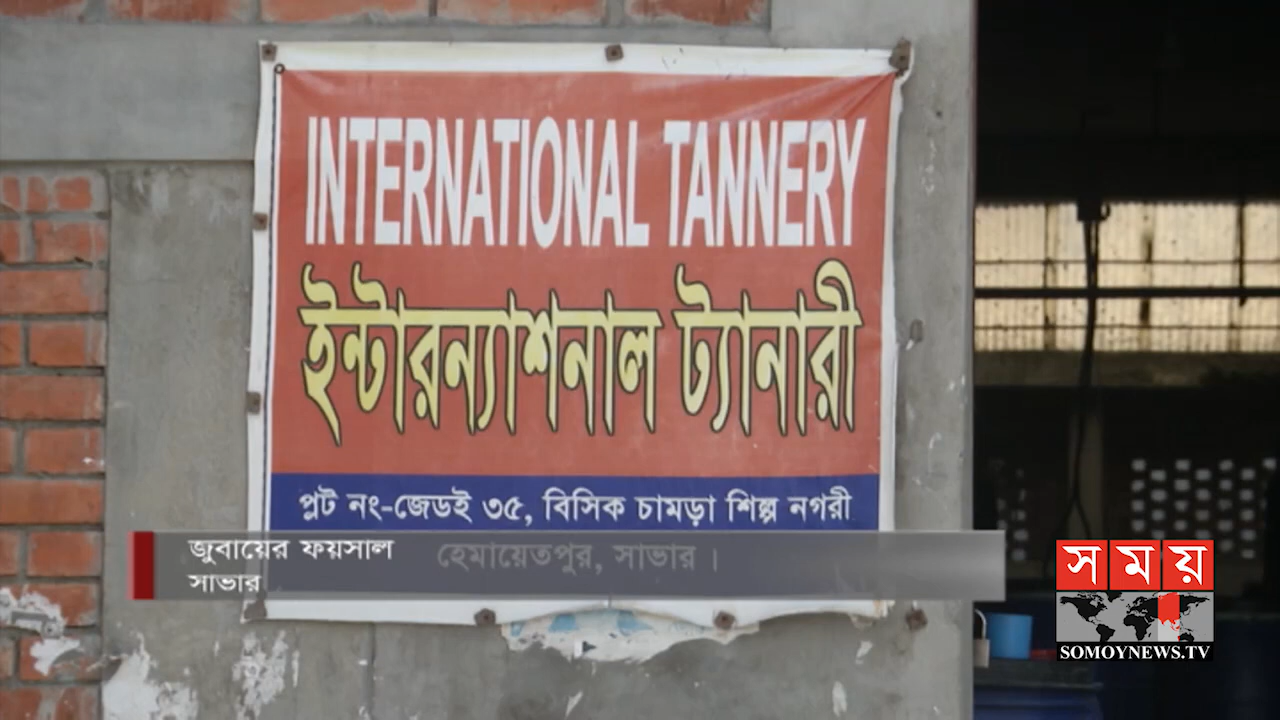 INTERNATIONAL TANNERY
ইন্টারন্যাশনাল ট্যানারী
প্লট নং-জেডই ৩৫, বিসিক চামড়া শিল্প নগরী
হেমায়েতপুর, সাভার।
জুবায়ের ফয়সাল
সাভার
সময়
SOMOYNEWS.TV